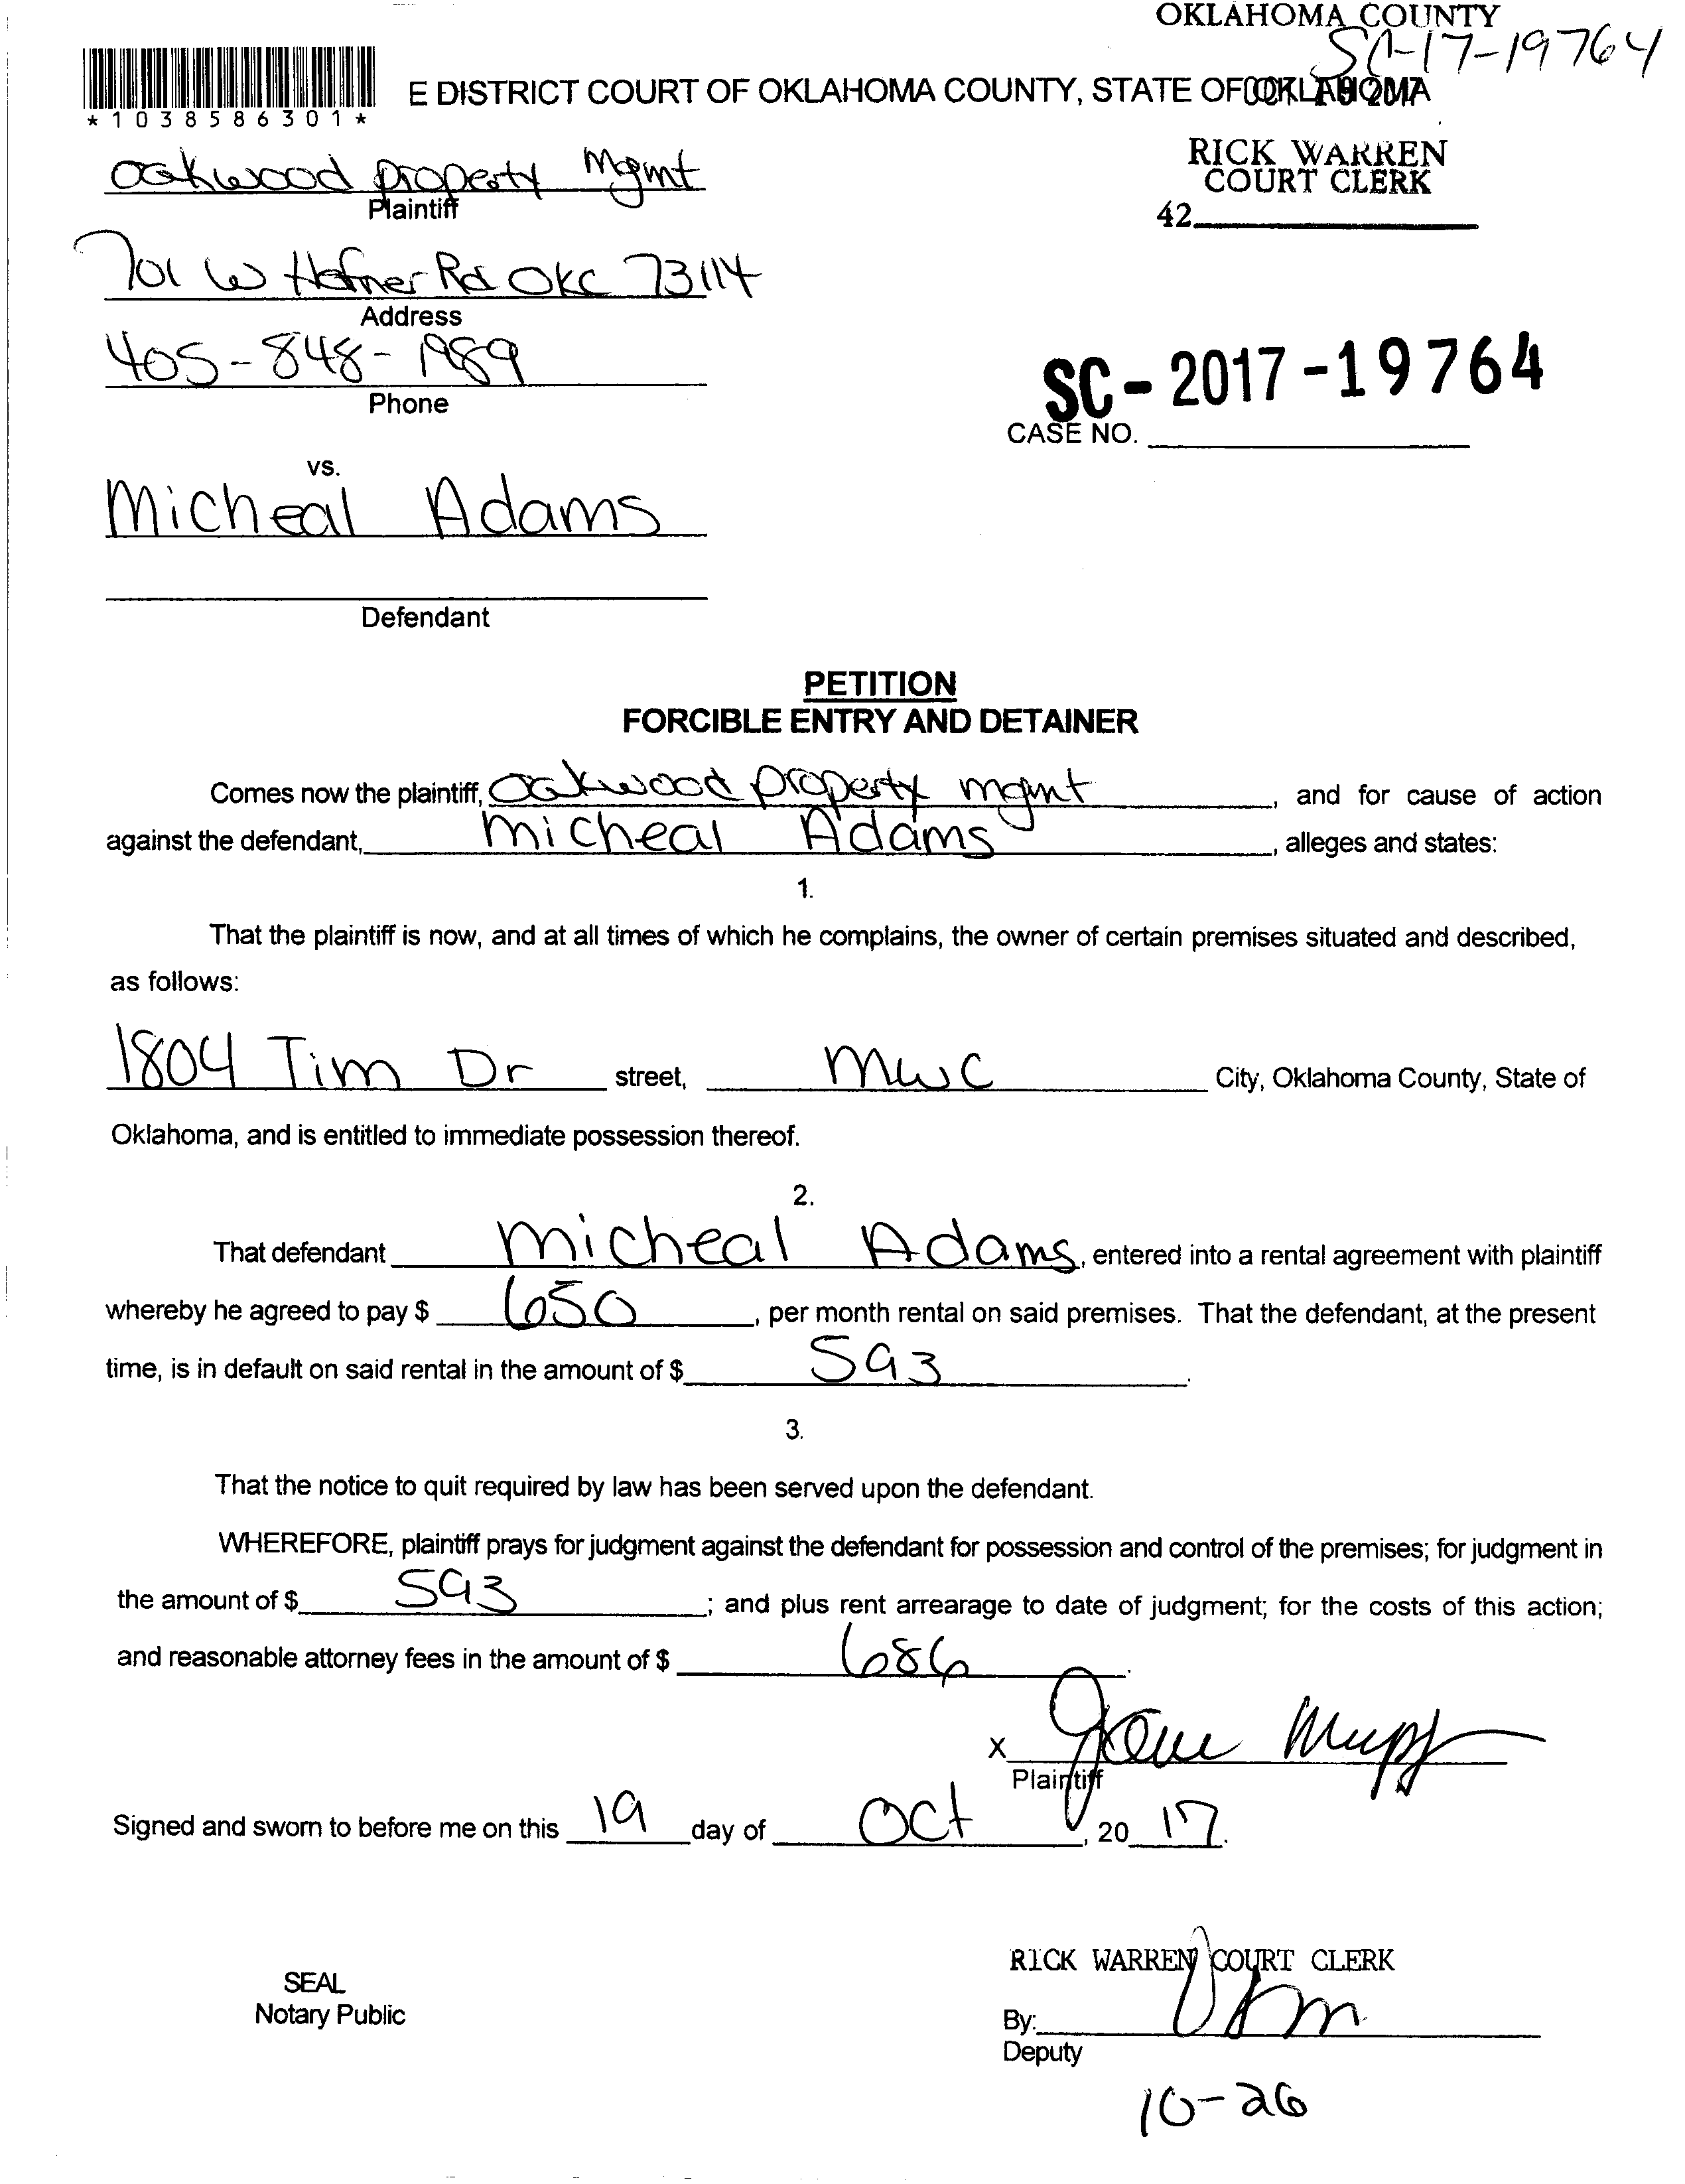 OKLAHOMA COUNTY
SC-17-19764
E DISTRICT COURT OF OKLAHOMA COUNTY, STATE OF OKLAHOMA
OCT 19 2017
*1038586301*
RICK WARREN
COURT CLERK
42
Oakwood property Mgmt
Plaintiff
701 W Hefner Rd OKC 73114
Address
405-848-1989
Phone
SC-2017-19764
CASE NO.
vs.
Micheal Adams
Defendant
PETITION
FORCIBLE ENTRY AND DETAINER
Comes now the plaintiff, Oakwood property mgmt, and for cause of action
against the defendant, Micheal Adams, alleges and states:
1.
That the plaintiff is now, and at all times of which he complains, the owner of certain premises situated and described,
as follows:
1804 Tim Dr street, MWC City, Oklahoma County, State of
Oklahoma, and is entitled to immediate possession thereof.
2.
That defendant Micheal Adams, entered into a rental agreement with plaintiff
whereby he agreed to pay $ 650, per month rental on said premises. That the defendant, at the present
time, is in default on said rental in the amount of $ 593.
3.
That the notice to quit required by law has been served upon the defendant.
WHEREFORE, plaintiff prays for judgment against the defendant for possession and control of the premises; for judgment in
the amount of $ 593; and plus rent arrearage to date of judgment; for the costs of this action;
and reasonable attorney fees in the amount of $ 686.
X
Plaintiff
Signed and sworn to before me on this 19 day of Oct, 20 17.
RICK WARREN COURT CLERK
SEAL
Notary Public
By:
Deputy
10-26